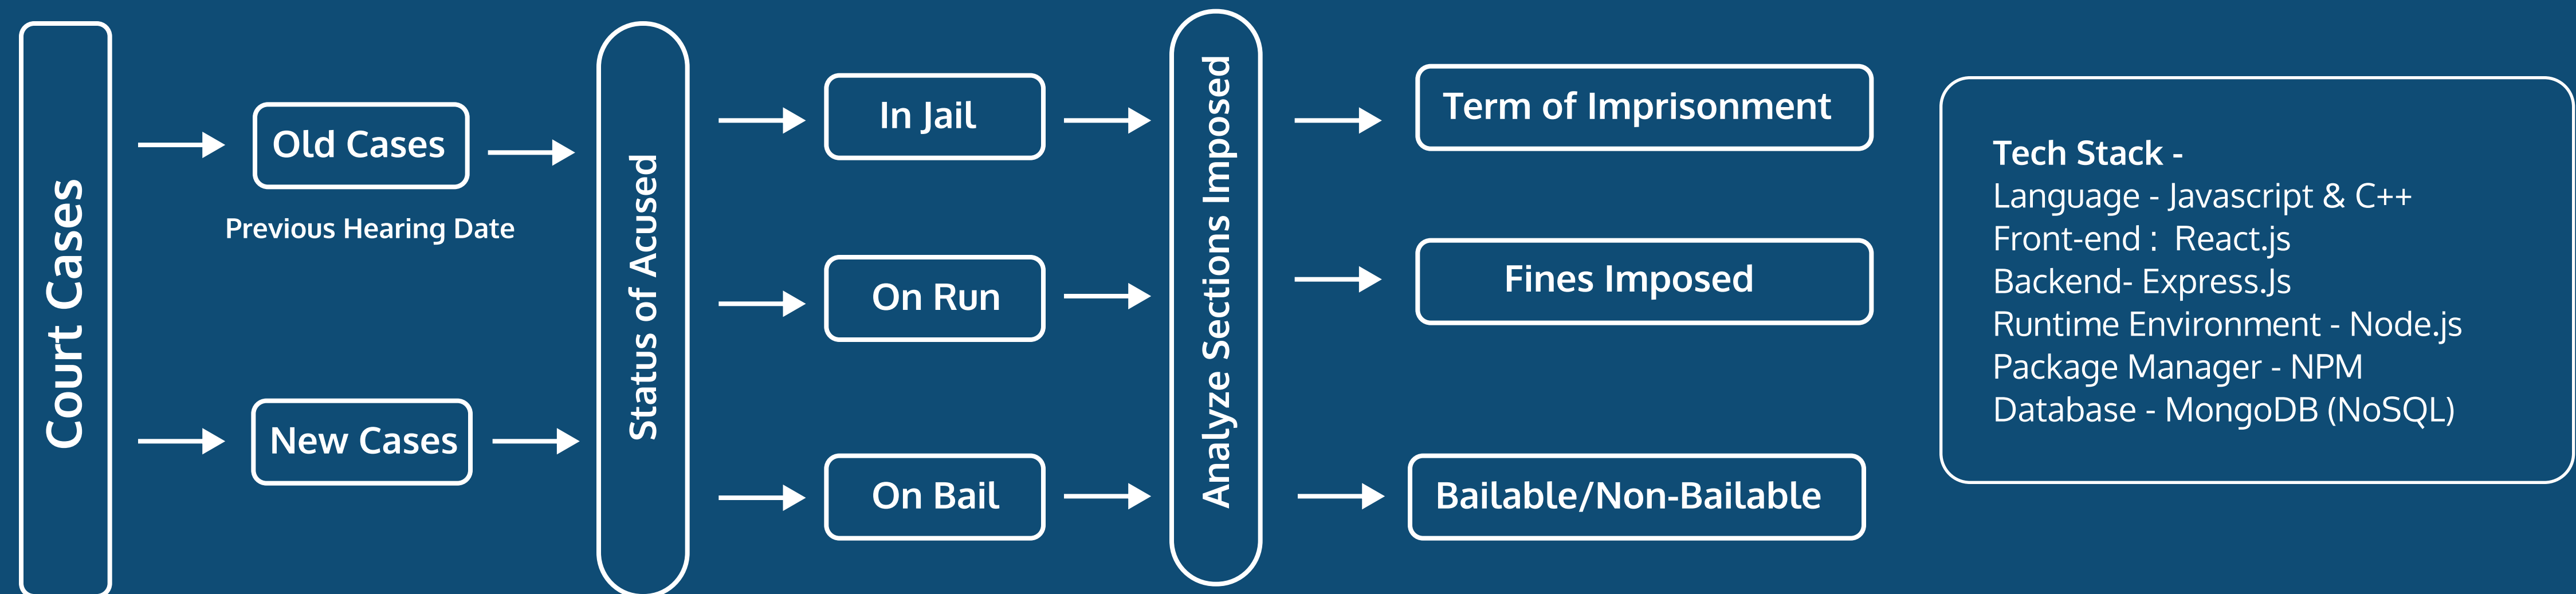 Court Cases
Old Cases
Previous Hearing Date
New Cases
Status of Acused
In Jail
On Run
On Bail
Analyze Sections Imposed
Term of Imprisonment
Fines Imposed
Bailable/Non-Bailable
Tech Stack -
Language - Javascript & C++
Front-end :  React.js
Backend- Express.Js
Runtime Environment - Node.js
Package Manager - NPM
Database - MongoDB (NoSQL)